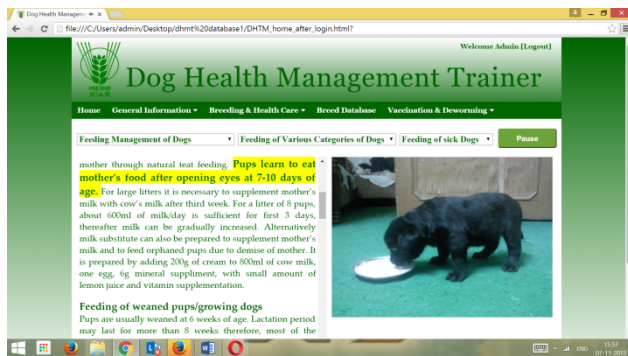 Dog Health Manageme
file:///C:/Users/admin/Desktop/dhmt%20database1/DHTM_home_after_login.html?
Welcome Admin [Logout]
Dog Health Management Trainer
Home General Information Breeding & Health Care Breed Database Vaccination & Deworming
Feeding Management of Dogs Feeding of Various Categories of Dogs Feeding of sick Dogs Pause
mother through natural teat feeding. Pups learn to eat
mother's food after opening eyes at 7-10 days of
age. For large litters it is necessary to supplement mother's
milk with cow's milk after third week. For a litter of 8 pups,
about 600ml of milk/day is sufficient for first 3 days,
thereafter milk can be gradually increased. Alternatively
milk substitute can also be prepared to supplement mother's
milk and to feed orphaned pups due to demise of mother. It
is prepared by adding 200g of cream to 800ml of cow milk,
one egg, 6g mineral suppliment, with small amount of
lemon juice and vitamin supplementation.
Feeding of weaned pups/growing dogs
Pups are usually weaned at 6 weeks of age. Lactation period
may last for more than 8 weeks therefore, most of the
ENG 15:57
07-11-2015